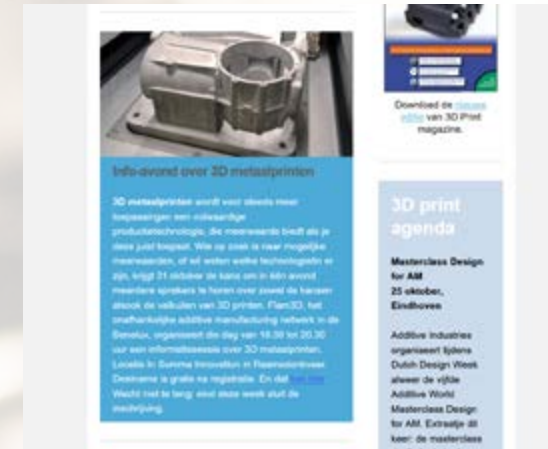 Info-avond over 3D metaalprinten
3D metaalprinten wordt voor steeds meer
toepassingen een volwaardige
productietechnologie, die meerwaarde biedt als je
deze juist toepast. Wie op zoek is naar mogelijke
meerwaarden, of wil weten welke technologieën er
zijn, krijgt 31 oktober de kans om in één avond
meerdere sprekers te horen over zowel de kansen
alsook de valkuilen van 3D printen. Flam3D, het
onafhankelijke additive manufacturing netwerk in de
Benelux, organiseert die dag van 18.00 tot 20.30
uur een informatiesessie over 3D metaalprinten.
Locatie is Summa Innovation in
Deelname is gratis na registratie. En dat
Wacht niet te lang: eind deze week sluit de
inschrijving.
Download de nieuwe
editie van 3D Print
magazine.
3D print
agenda
Masterclass Design
for AM
25 oktober,
Eindhoven
Additive Industries
organiseert tijdens
Dutch Design Week
alweer de vijfde
Additive World
Masterclass Design
for AM. Extraatje dit
keer: de masterclass